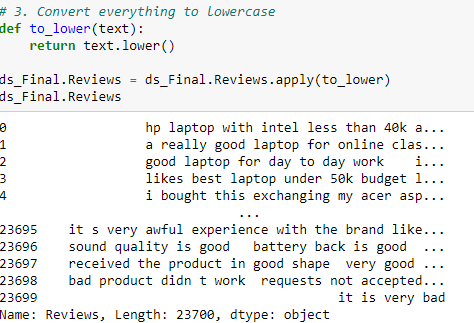 # 3. Convert everything to lowercase
def to_lower(text):
    return text.lower()
ds_Final.Reviews = ds_Final.Reviews.apply(to_lower)
ds_Final.Reviews
0 hp laptop with intel less than 40k a...
1 a really good laptop for online clas...
2 good laptop for day to day work i...
3 likes best laptop under 50k budget l...
4 i bought this exchanging my acer asp...
...
23695 it s very awful experience with the brand like...
23696 sound quality is good battery back is good ...
23697 received the product in good shape very good ...
23698 bad product didn t work requests not accepted...
23699 it is very bad
Name: Reviews, Length: 23700, dtype: object